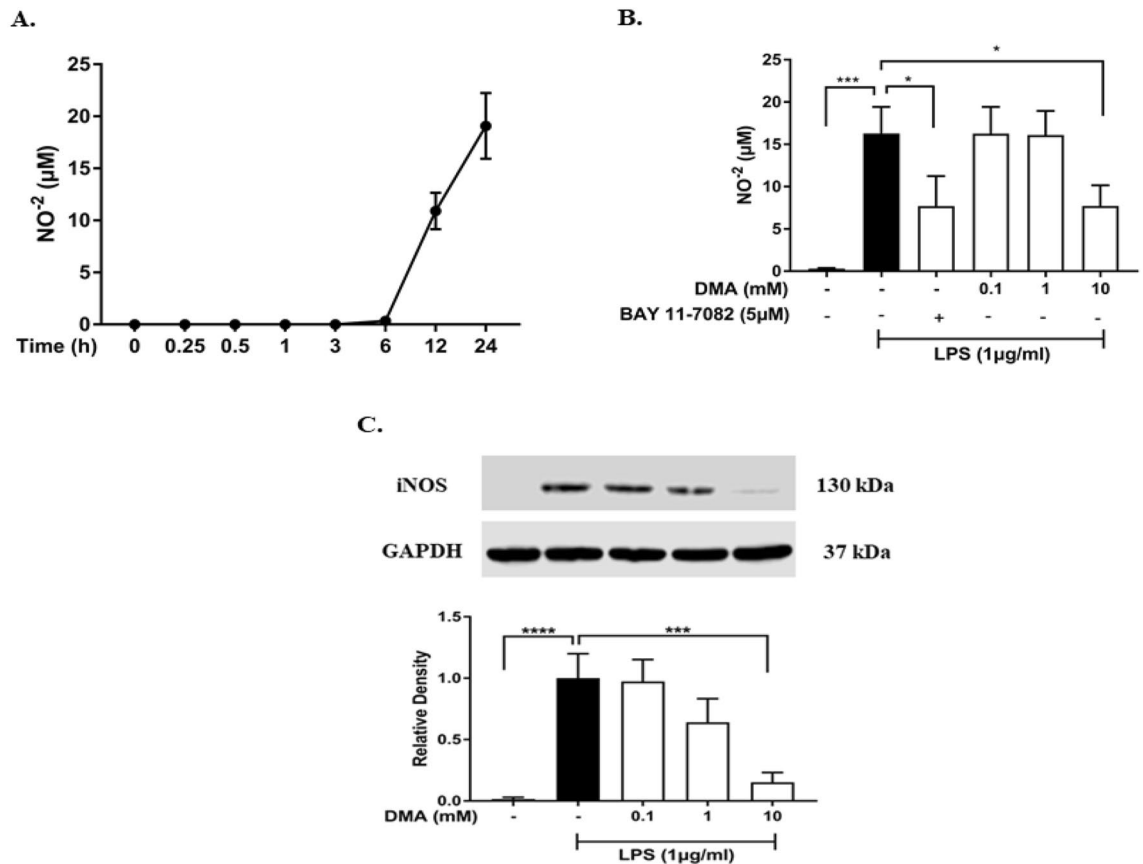 A.
25
20
15
10
5
0
NO⁻² (μM)
Time (h) 0 0.25 0.5 1 3 6 12 24
B.
*
*** *
25
20
15
10
5
0
NO⁻² (μM)
DMA (mM) - - - 0.1 1 10
BAY 11-7082 (5μM) - - + - - -
LPS (1μg/ml)
C.
iNOS 130 kDa
GAPDH 37 kDa
**** ***
1.5
1.0
0.5
0.0
Relative Density
DMA (mM) - - 0.1 1 10
LPS (1μg/ml)